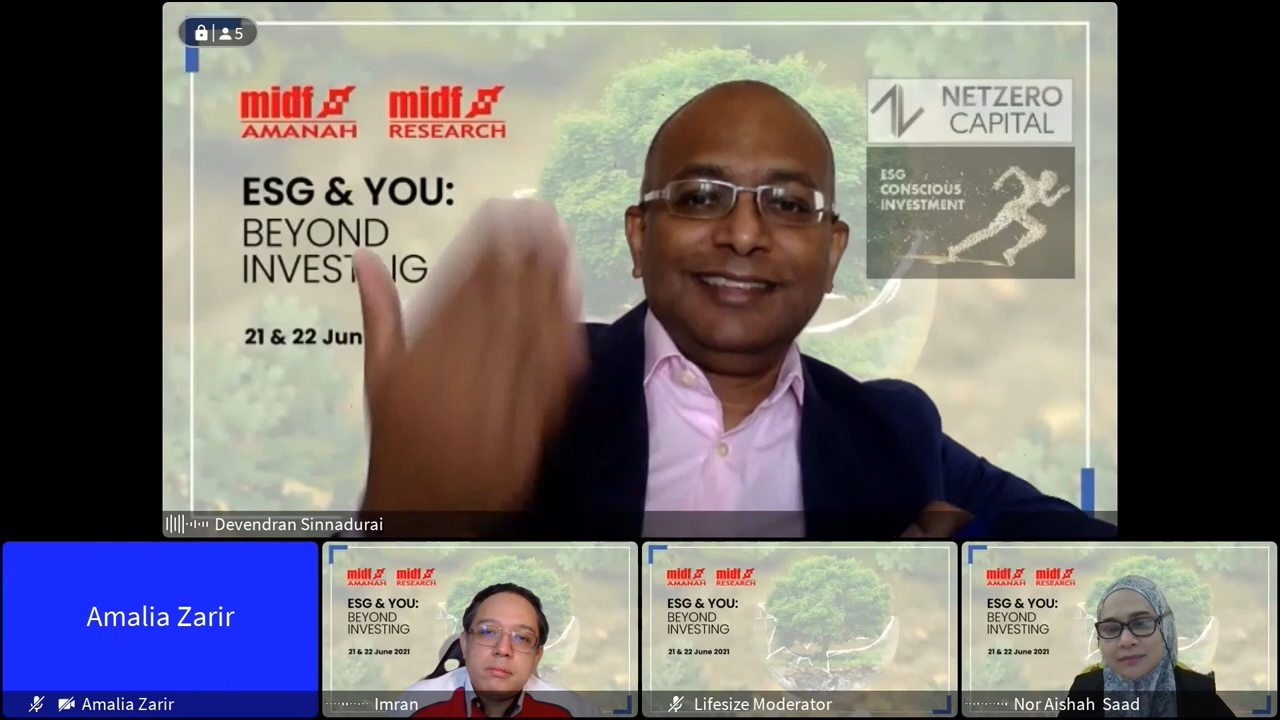 5
midf midf
AMANAH RESEARCH
ESG & YOU:
BEYOND
21 & 22 Jun
NETZERO
CAPITAL
ESG
CONSCIOUS
INVESTMENT
Devendran Sinnadurai
Amalia Zarir
Amalia Zarir
midf midf
AMANAH RESEARCH
ESG & YOU:
BEYOND
INVESTING
21 & 22 June 2021
Imran
midf midf
AMANAH RESEARCH
ESG & YOU:
BEYOND
INVESTING
21 & 22 June 2021
Lifesize Moderator
midf midf
AMANAH RESEARCH
ESG & YOU:
BEYOND
INVESTING
21 & 22 June 2021
Nor Aishah Saad